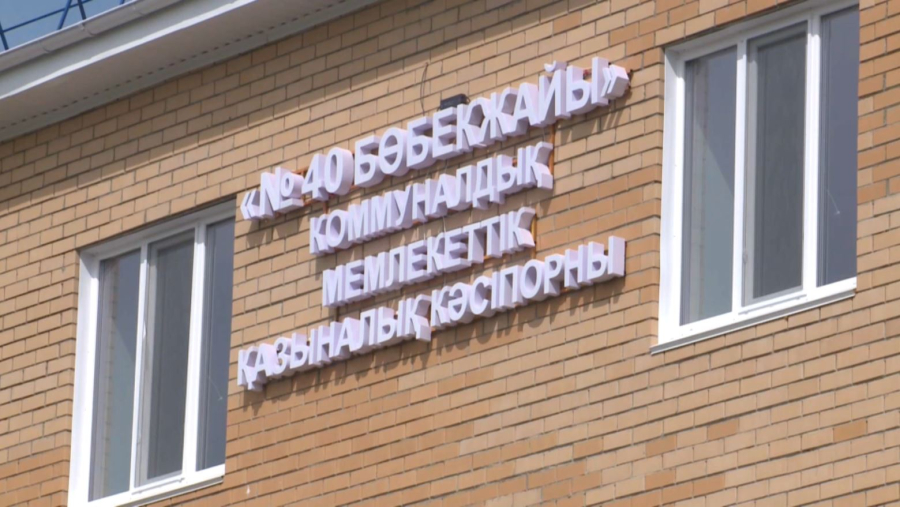 «№ 40 БӨБЕКЖАЙЫ»
КОММУНАЛДЫҚ
МЕМЛЕКЕТТІК
ҚАЗЫНАЛЫҚ КӘСІПОРНЫ